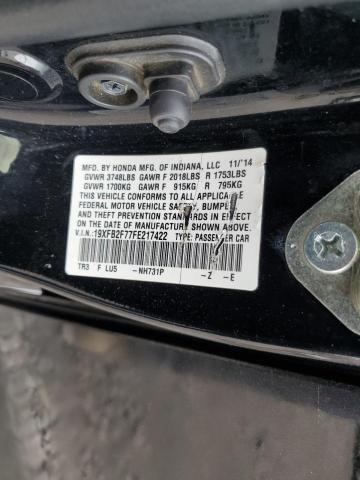 MFD. BY HONDA MFG. OF INDIANA, LLC 11/'14
GVWR 3748LBS GAWR F 2018LBS R 1753LBS
GVWR 1700KG GAWR F 915KG R 795KG
THIS VEHICLE CONFORMS TO ALL APPLICABLE
FEDERAL MOTOR VEHICLE SAFETY, BUMPER,
AND THEFT PREVENTION STANDARDS IN EFFECT
ON THE DATE OF MANUFACTURE SHOWN ABOVE.
V.I.N.:19XFB2F77FE217422 TYPE: PASSENGER CAR
TR3 F LU5 -NH731P -Z -E